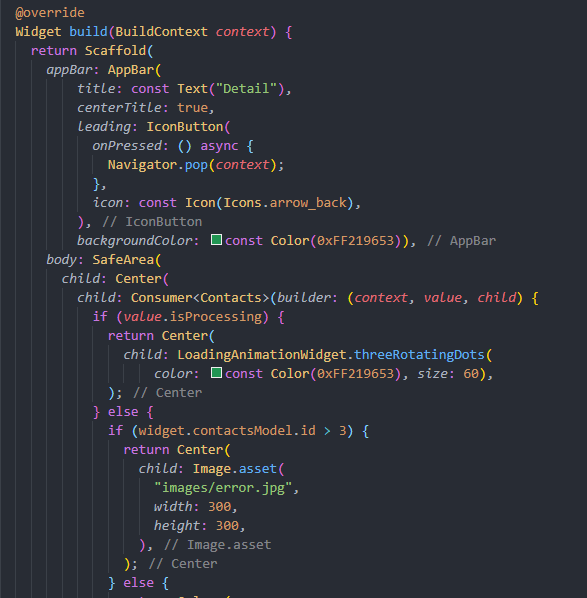 @override
Widget build(BuildContext context) {
  return Scaffold(
    appBar: AppBar(
        title: const Text("Detail"),
        centerTitle: true,
        leading: IconButton(
          onPressed: () async {
            Navigator.pop(context);
          },
          icon: const Icon(Icons.arrow_back),
        ), // IconButton
        backgroundColor: const Color(0xFF219653)), // AppBar
    body: SafeArea(
      child: Center(
        child: Consumer<Contacts>(builder: (context, value, child) {
          if (value.isProcessing) {
            return Center(
              child: LoadingAnimationWidget.threeRotatingDots(
                  color: const Color(0xFF219653), size: 60),
            ); // Center
          } else {
            if (widget.contactsModel.id > 3) {
              return Center(
                child: Image.asset(
                  "images/error.jpg",
                  width: 300,
                  height: 300,
                ), // Image.asset
              ); // Center
            } else {